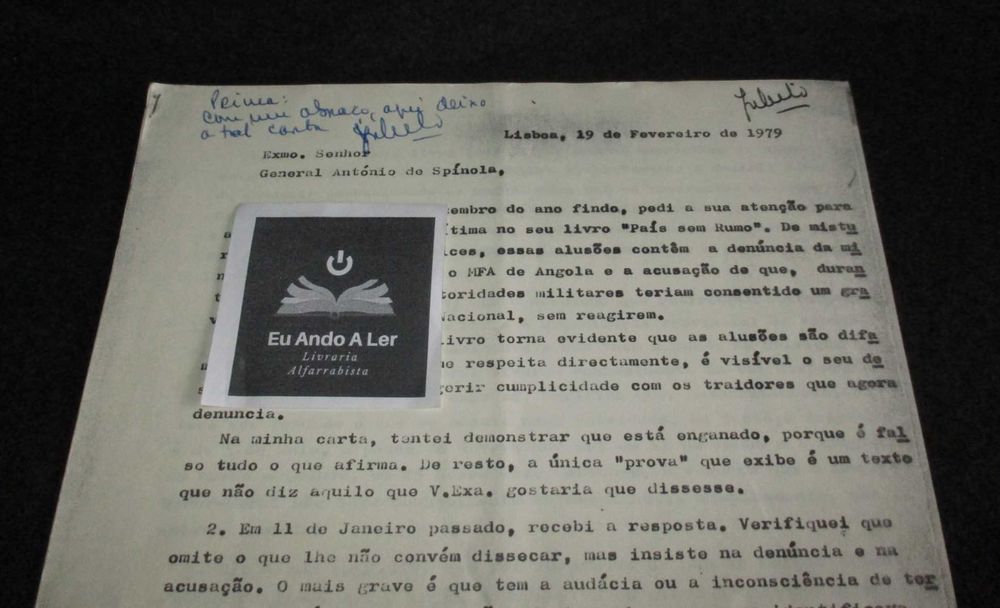 com um abraço, aqui deixo
a tal carta
Lisboa, 19 de Fevereiro de 1979
Exmo. Senhor
General António de Spínola,
embro do ano findo, pedi a sua atenção para
a tima no seu livro "País sem Rumo". De mistu
ices, essas alusões contêm a denúncia da mi
n o MFA de Angola e a acusação de que, duran
t toridades militares teriam consentido um gra
v acional, sem reagirem.
livro torna evidente que as alusões são difa
m e respeita directamente, é visível o seu de
s gerir cumplicidade com os traidores que agora
denuncia.
Eu Ando A Ler
Livraria
Alfarrabista
Na minha carta, tentei demonstrar que está enganado, porque é fal
so tudo o que afirma. De resto, a única "prova" que exibe é um texto
que não diz aquilo que V.Exa. gostaria que dissesse.
2. Em 11 de Janeiro passado, recebi a resposta. Verifiquei que
omite o que lhe não convém dissecar, mas insiste na denúncia e na
acusação. O mais grave é que tem a audácia ou a inconsciência de ter